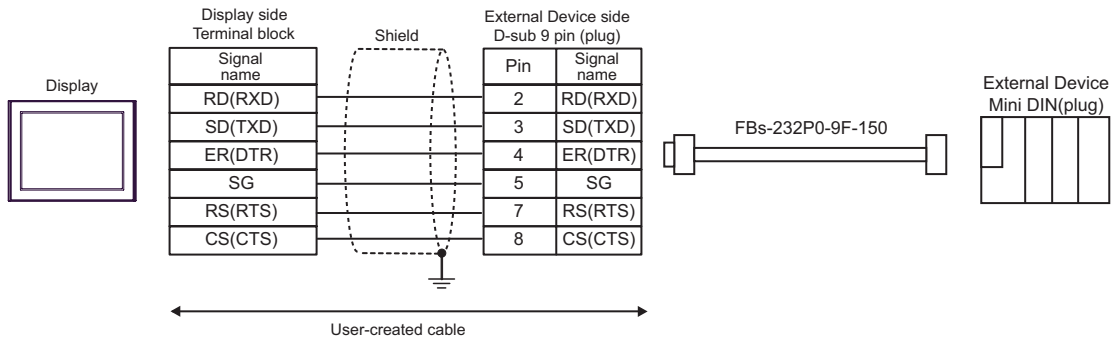 Display
Display side
Terminal block
Signal
name
RD(RXD)
SD(TXD)
ER(DTR)
SG
RS(RTS)
CS(CTS)
Shield
External Device side
D-sub 9 pin (plug)
Pin
Signal
name
2 RD(RXD)
3 SD(TXD)
4 ER(DTR)
5 SG
7 RS(RTS)
8 CS(CTS)
User-created cable
FBs-232P0-9F-150
External Device
Mini DIN(plug)